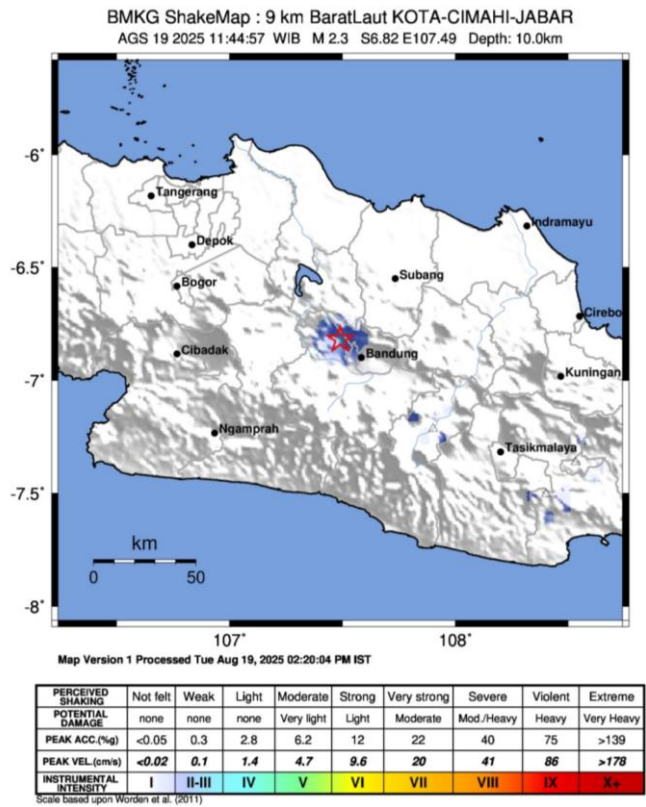 BMKG ShakeMap : 9 km BaratLaut KOTA-CIMAHI-JABAR
AGS 19 2025 11:44:57 WIB M 2.3 S6.82 E107.49 Depth: 10.0km
-6°
Tangerang
Indramayu
Depok
-6.5°
Subang
Bogor
Cirebo
Cibadak
Bandung
-7°
Kuningan
Ngamprah
Tasikmalaya
-7.5°
km
0 50
-8°
107° 108°
Map Version 1 Processed Tue Aug 19, 2025 02:20:04 PM IST
PERCEIVED SHAKING Not felt Weak Light Moderate Strong Very strong Severe Violent Extreme
POTENTIAL DAMAGE none none none Very light Light Moderate Mod./Heavy Heavy Very Heavy
PEAK ACC.(%g) <0.05 0.3 2.8 6.2 12 22 40 75 >139
PEAK VEL.(cm/s) <0.02 0.1 1.4 4.7 9.6 20 41 86 >178
INSTRUMENTAL INTENSITY I II-III IV V VI VII VIII IX X+
Scale based upon Worden et al. (2011)